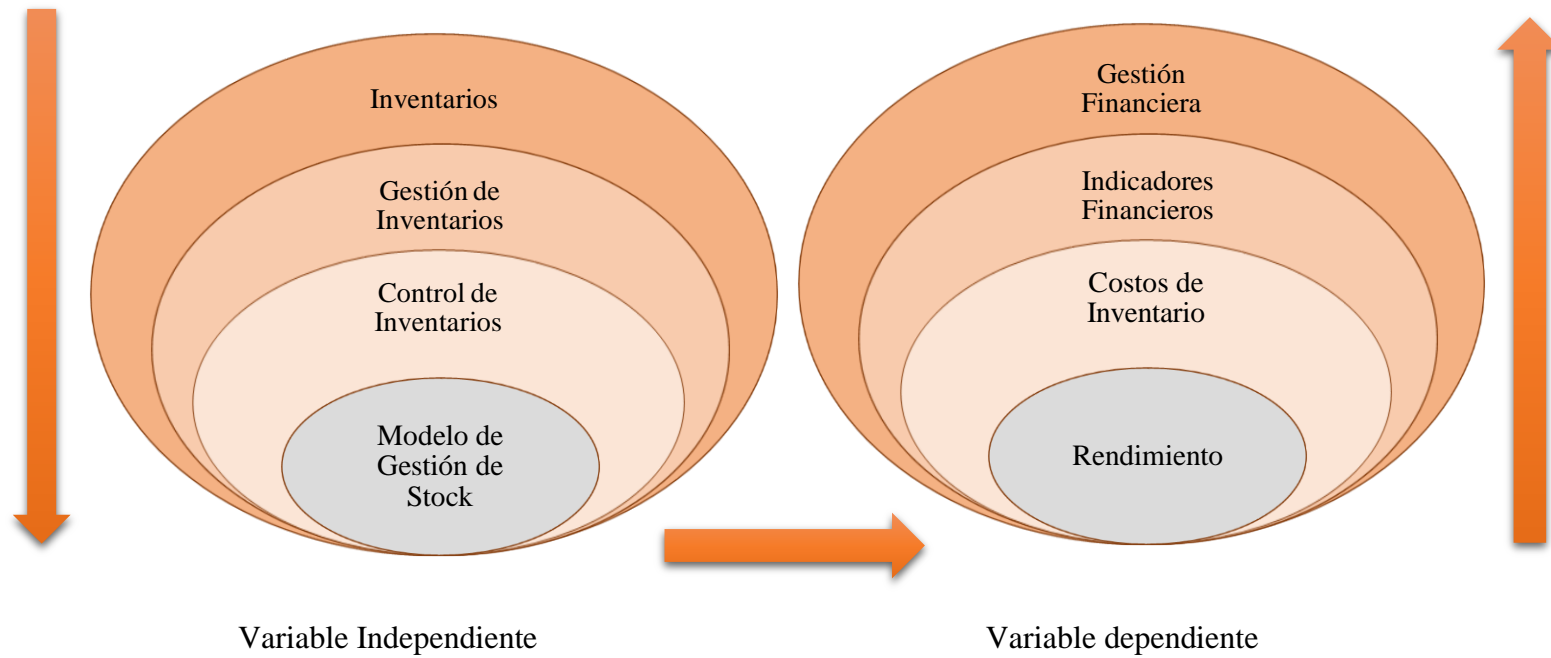 Inventarios
Gestión de
Inventarios
Control de
Inventarios
Modelo de
Gestión de
Stock
Gestión
Financiera
Indicadores
Financieros
Costos de
Inventario
Rendimiento
Variable Independiente
Variable dependiente